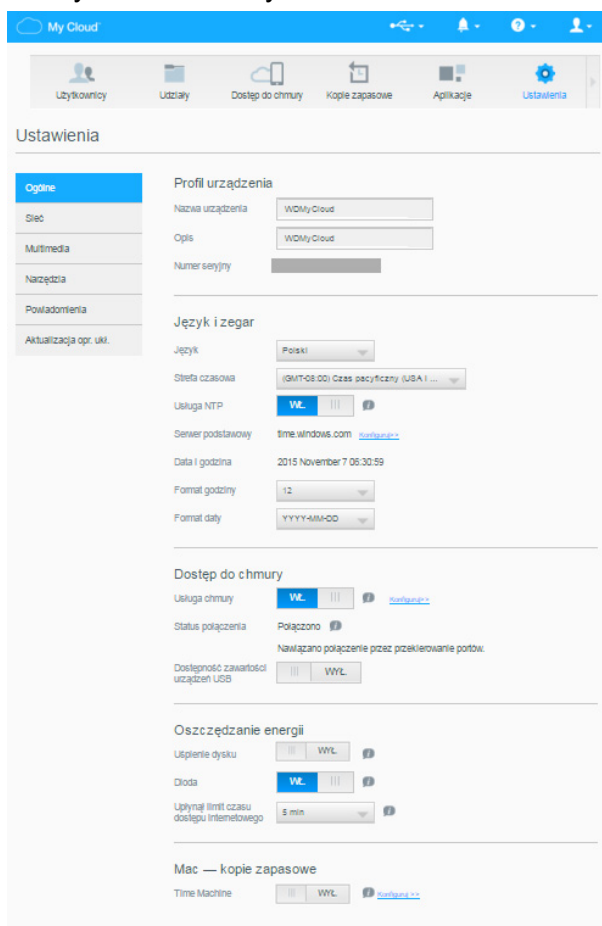 My Cloud
Użytkownicy
Udziały
Dostęp do chmury
Kopie zapasowe
Aplikacje
Ustawienia
Ustawienia
Ogólne
Sieć
Multimedia
Narzędzia
Powiadomienia
Aktualizacja opr. ukł.
Profil urządzenia
Nazwa urządzenia WDMyCloud
Opis WDMyCloud
Numer seryjny
Język i zegar
Język Polski
Strefa czasowa (GMT-08:00) Czas pacyficzny (USA i ...
Usługa NTP WŁ.
Serwer podstawowy time.windows.com Konfiguruj>>
Data i godzina 2015 November 7 06:30:59
Format godziny 12
Format daty YYYY-MM-DD
Dostęp do chmury
Usługa chmury WŁ. Konfiguruj>>
Status połączenia Połączono
Nawiązano połączenie przez przekierowanie portów.
Dostępność zawartości
urządzeń USB WYŁ.
Oszczędzanie energii
Uśpienie dysku WYŁ.
Dioda WŁ.
Upłynął limit czasu
dostępu internetowego 5 min
Mac — kopie zapasowe
Time Machine WYŁ. Konfiguruj >>